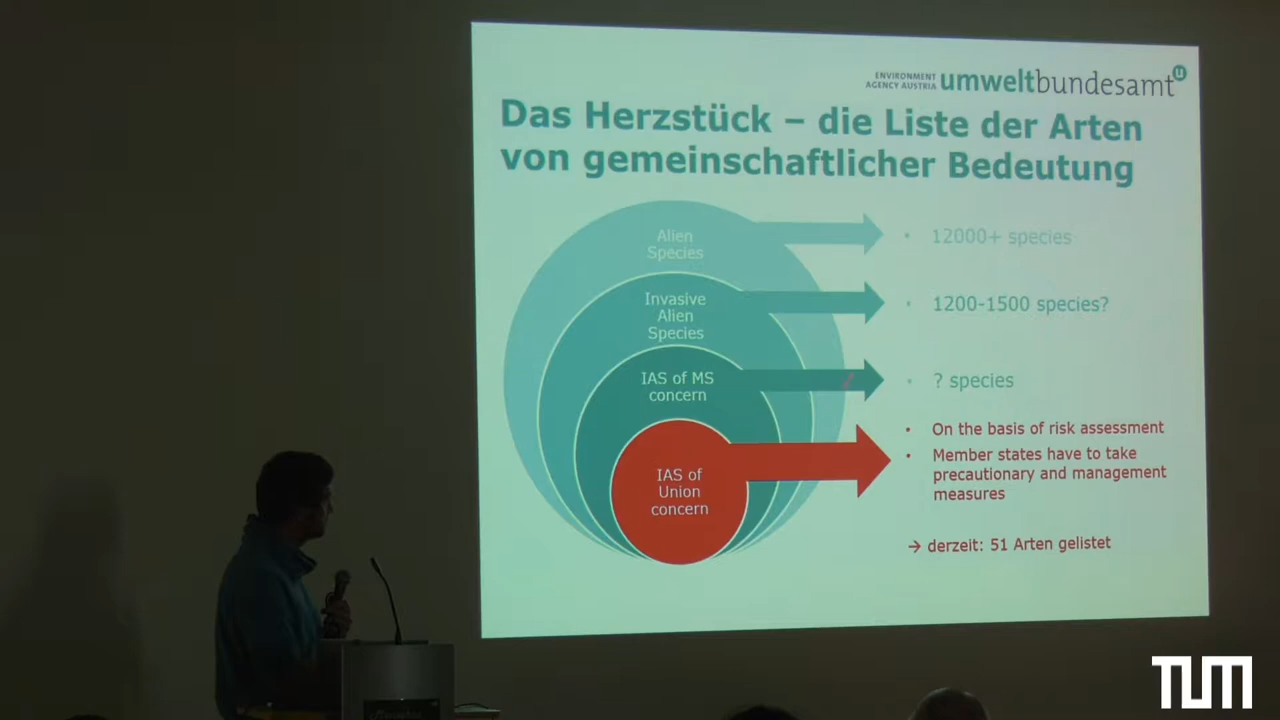 ENVIRONMENT
AGENCY AUSTRIA umweltbundesamt u
Das Herzstück – die Liste der Arten
von gemeinschaftlicher Bedeutung
Alien
Species
• 12000+ species
Invasive
Alien
Species
• 1200-1500 species?
IAS of MS
concern
• ? species
IAS of
Union
concern
• On the basis of risk assessment
• Member states have to take
precautionary and management
measures
→ derzeit: 51 Arten gelistet
TUM